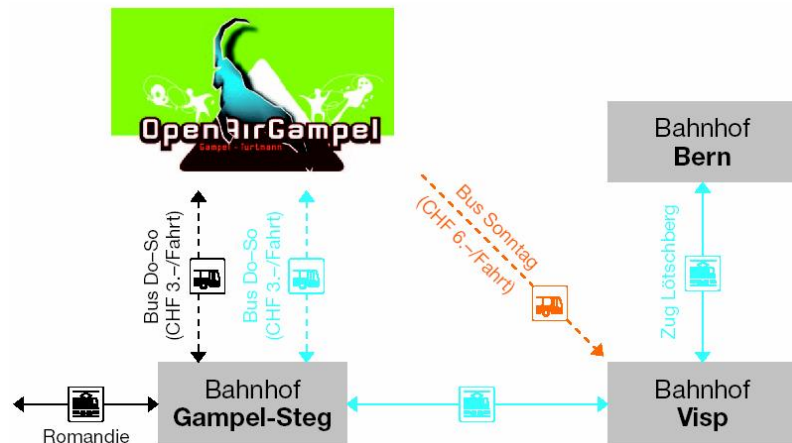 OpenAirGampel
Gampel - Turtmann
Bahnhof
Bern
Bus Do–So
(CHF 3.–/Fahrt)
Bus Do–So
(CHF 3.–/Fahrt)
Bus Sonntag
(CHF 6.–/Fahrt)
Zug Lötschberg
Bahnhof
Gampel-Steg
Bahnhof
Visp
Romandie